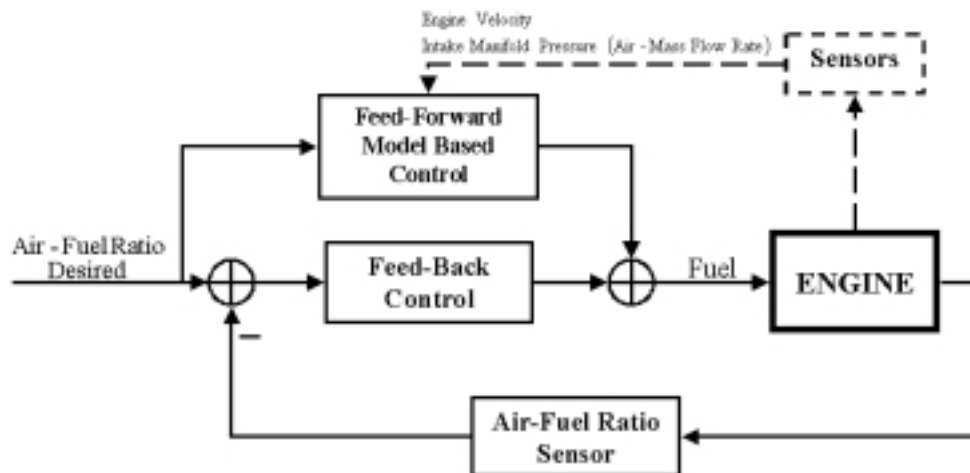 Engine Velocity
Intake Manifold Pressure (Air - Mass Flow Rate)
Sensors
Feed-Forward
Model Based
Control
Air - Fuel Ratio
Desired
Feed-Back
Control
Fuel
ENGINE
−
Air-Fuel Ratio
Sensor